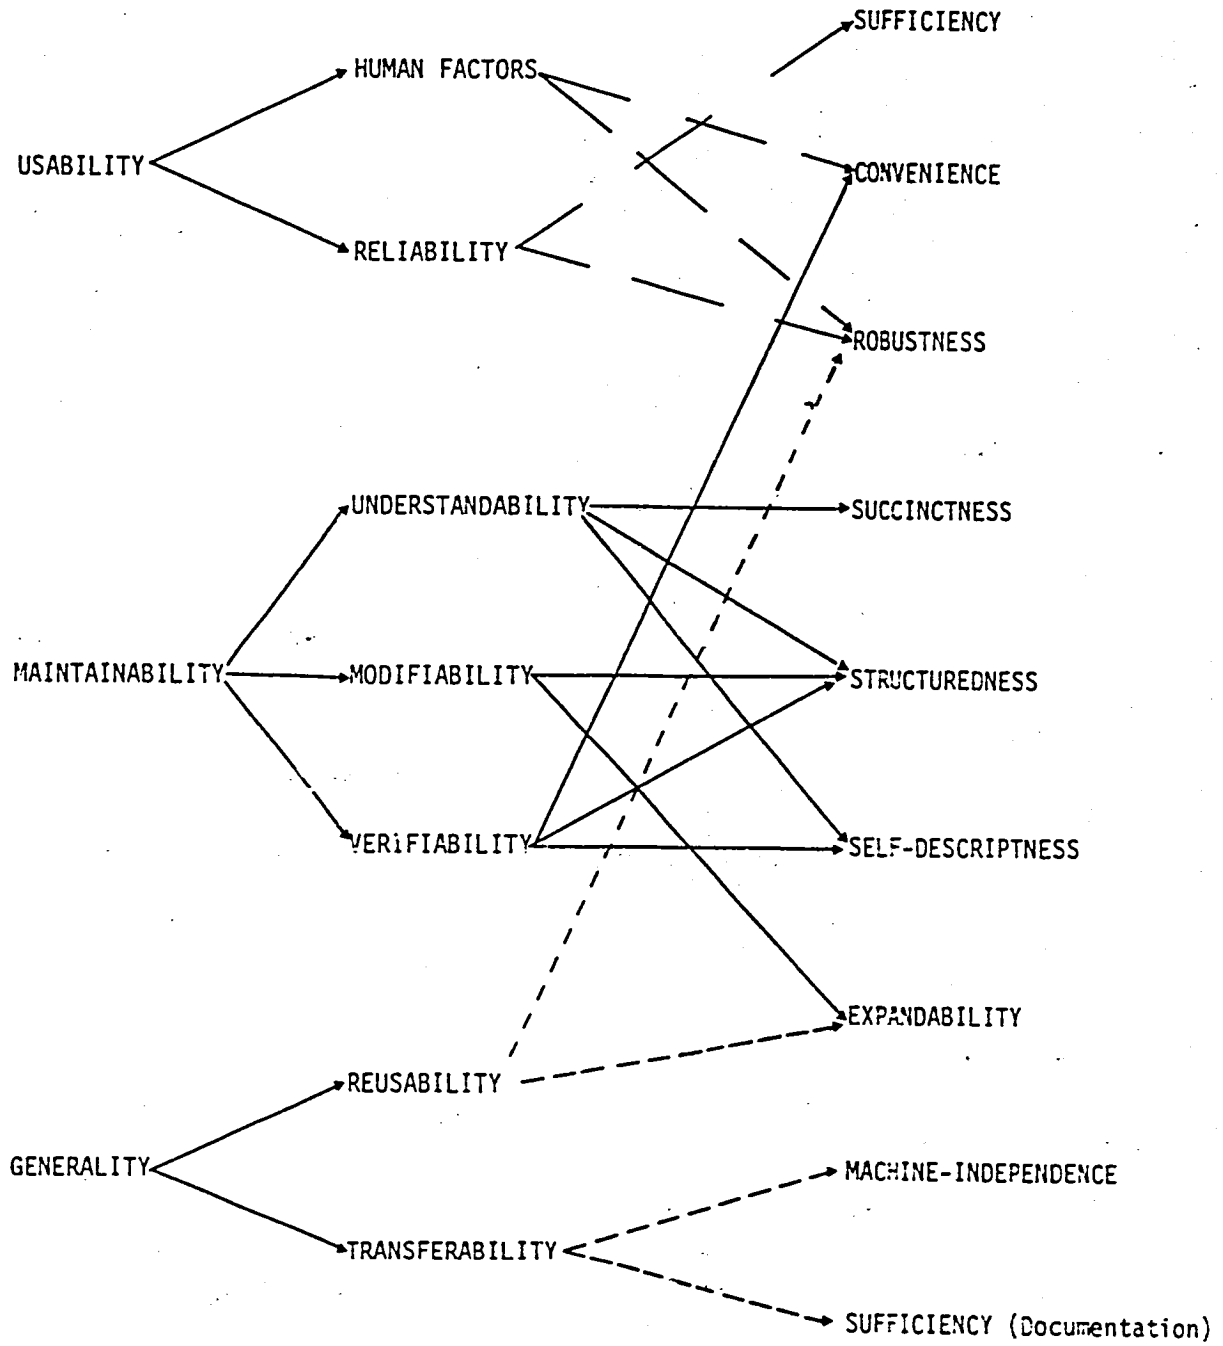 SUFFICIENCY
HUMAN FACTORS
USABILITY
CONVENIENCE
RELIABILITY
ROBUSTNESS
UNDERSTANDABILITY
SUCCINCTNESS
MAINTAINABILITY
MODIFIABILITY
STRUCTUREDNESS
VERIFIABILITY
SELF-DESCRIPTNESS
EXPANDABILITY
REUSABILITY
GENERALITY
MACHINE-INDEPENDENCE
TRANSFERABILITY
SUFFICIENCY (Documentation)